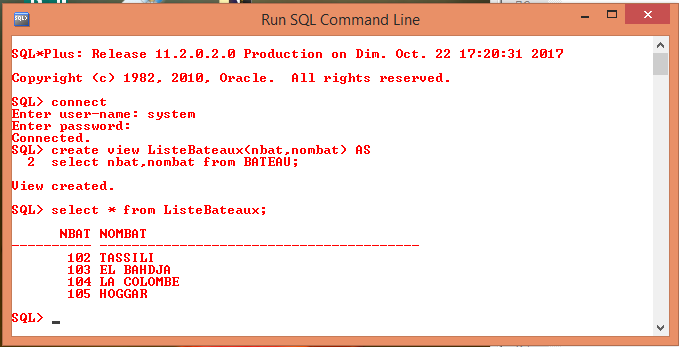 Run SQL Command Line
SQL*Plus: Release 11.2.0.2.0 Production on Dim. Oct. 22 17:20:31 2017
Copyright (c) 1982, 2010, Oracle.  All rights reserved.
SQL> connect
Enter user-name: system
Enter password:
Connected.
SQL> create view ListeBateaux(nbat,nombat) AS
  2  select nbat,nombat from BATEAU;
View created.
SQL> select * from ListeBateaux;
      NBAT NOMBAT
---------- ----------------------------------------
       102 TASSILI
       103 EL BAHDJA
       104 LA COLOMBE
       105 HOGGAR
SQL>